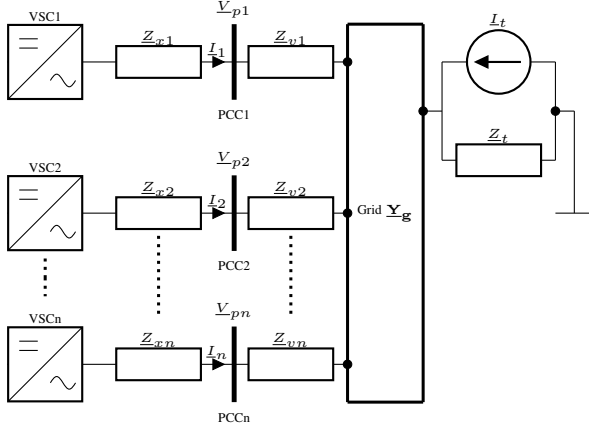 VSC1
Z_x1
I_1
V_p1
PCC1
Z_v1
I_t
Z_t
VSC2
Z_x2
I_2
V_p2
PCC2
Z_v2
Grid Y_g
VSCn
Z_xn
I_n
V_pn
PCCn
Z_vn